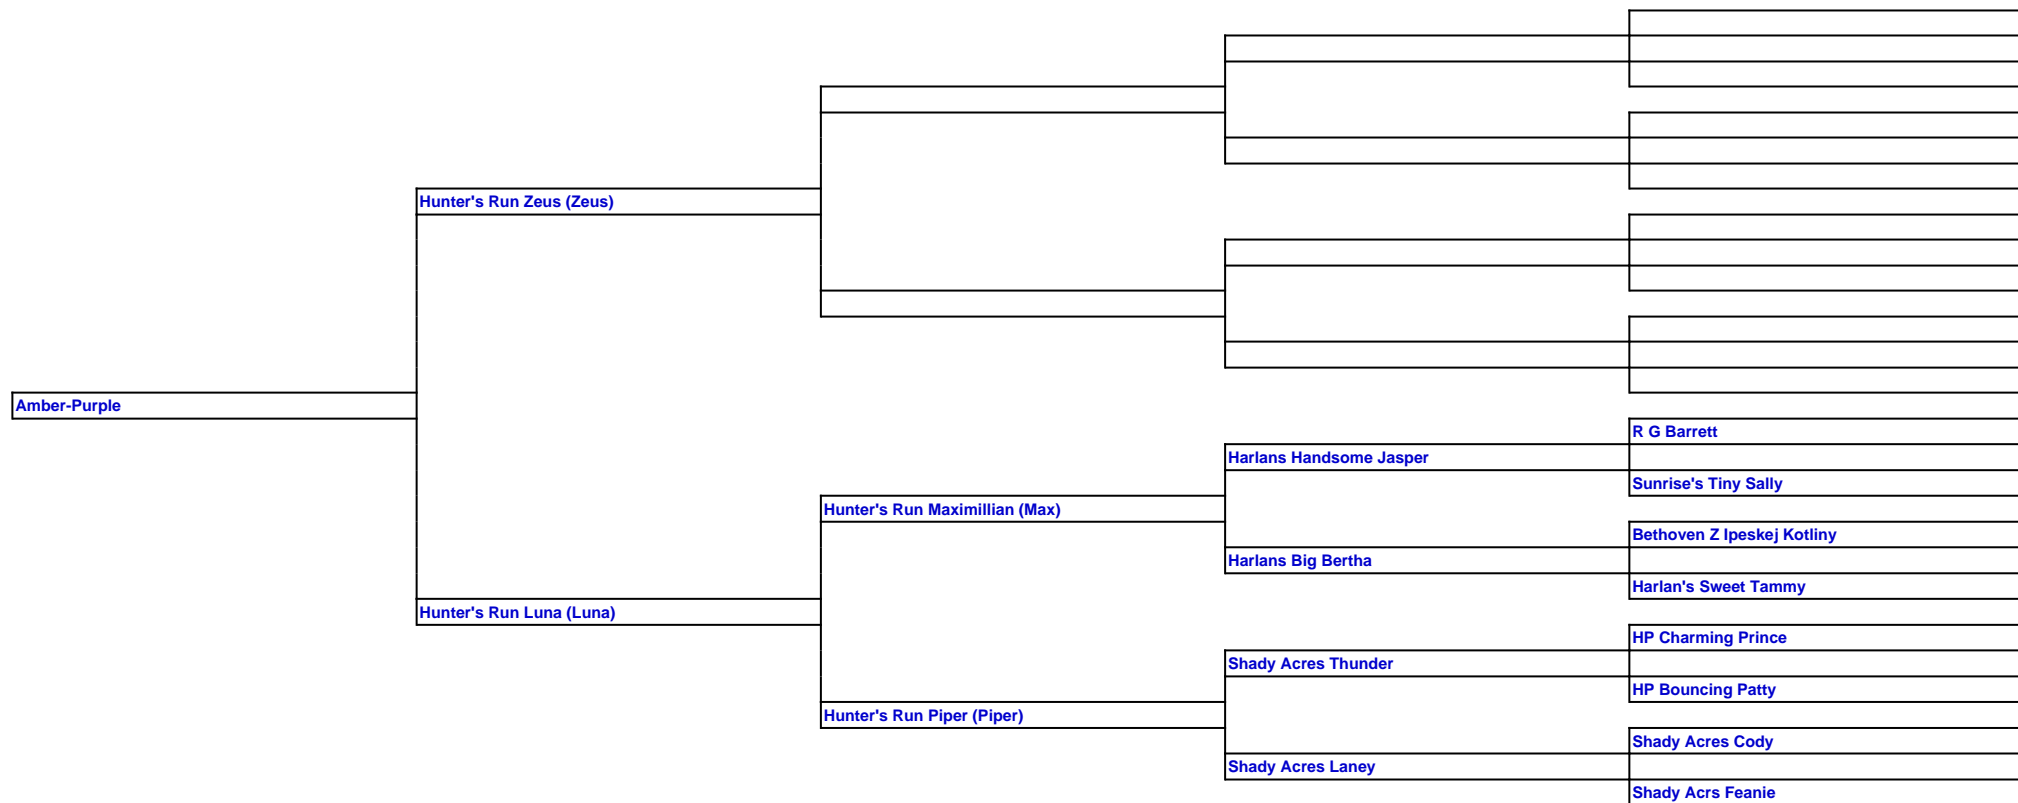 Hunter's Run Zeus (Zeus)
Amber-Purple
R G Barrett
Harlans Handsome Jasper
Sunrise's Tiny Sally
Hunter's Run Maximillian (Max)
Bethoven Z Ipeskej Kotliny
Harlans Big Bertha
Harlan's Sweet Tammy
Hunter's Run Luna (Luna)
HP Charming Prince
Shady Acres Thunder
HP Bouncing Patty
Hunter's Run Piper (Piper)
Shady Acres Cody
Shady Acres Laney
Shady Acrs Feanie